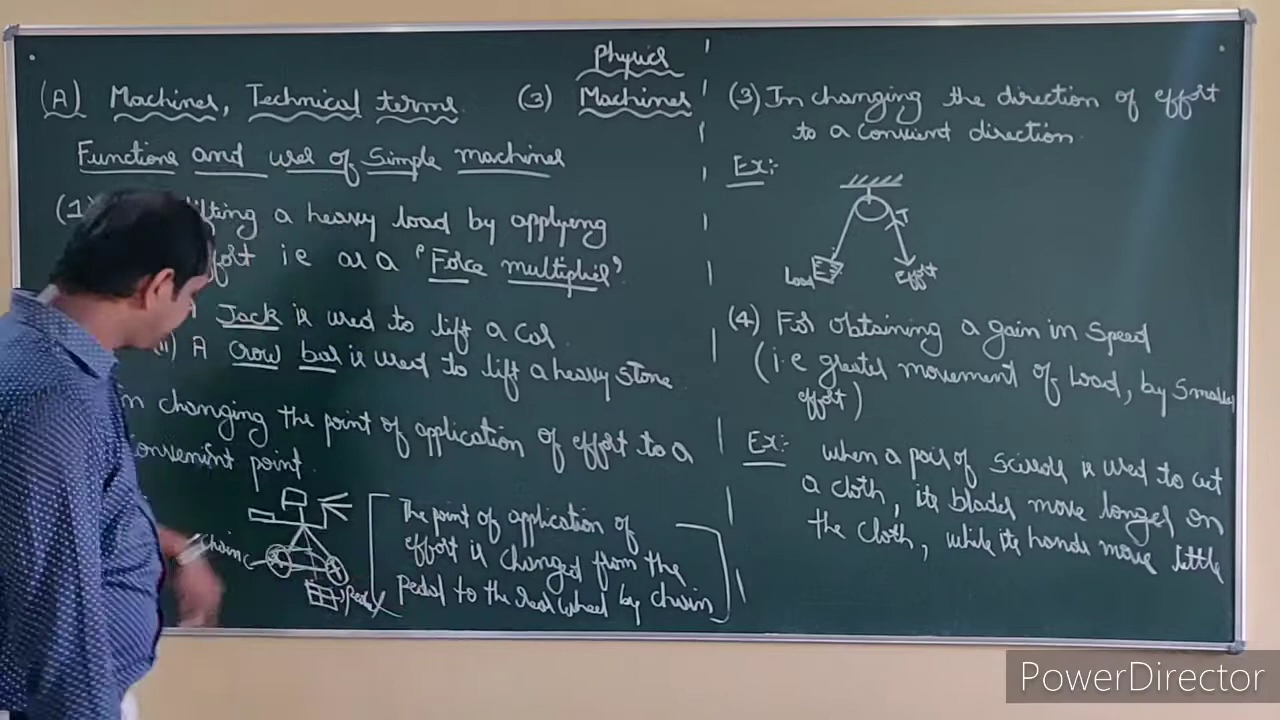 Physics
(A) Machines, Technical terms. (3) Machines
Functions and uses of Simple machines
(1) lifting a heavy load by applying
effort i.e as a "Force multiplier"
Jack is used to lift a car.
(ii) A Crow bar is used to lift a heavy stone
In changing the point of application of effort to a
convenient point.
chain
pedal
The point of application of
effort is changed from the
pedal to the rear wheel by chain
(3) In changing the direction of effort
to a convient direction.
Ex:-
Load
T
Effort
(4) For obtaining a gain in Speed
(i.e greater movement of Load, by Smaller
effort)
Ex:- when a pair of scissors is used to cut
a cloth, its blades move longer on
the cloth, while its hands move little
PowerDirector